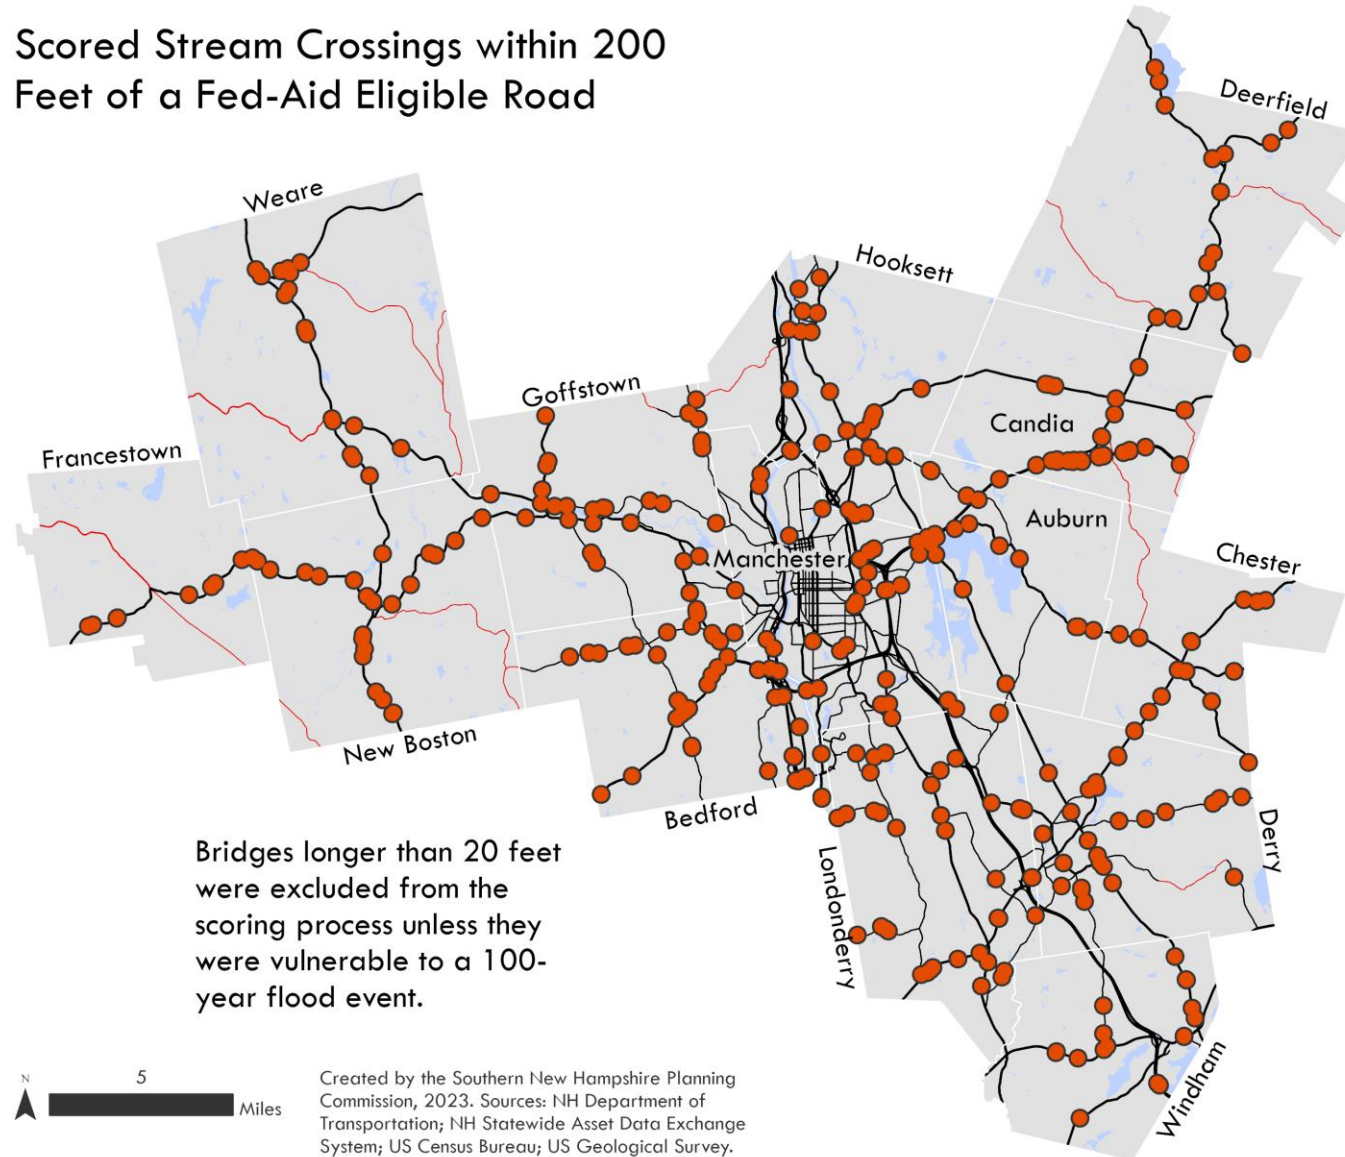 Scored Stream Crossings within 200
Feet of a Fed-Aid Eligible Road
Deerfield
Weare
Hooksett
Goffstown
Candia
Francestown
Auburn
Manchester
Chester
New Boston
Bedford
Derry
Londonderry
Windham
Bridges longer than 20 feet
were excluded from the
scoring process unless they
were vulnerable to a 100-
year flood event.
N
5
Miles
Created by the Southern New Hampshire Planning
Commission, 2023. Sources: NH Department of
Transportation; NH Statewide Asset Data Exchange
System; US Census Bureau; US Geological Survey.